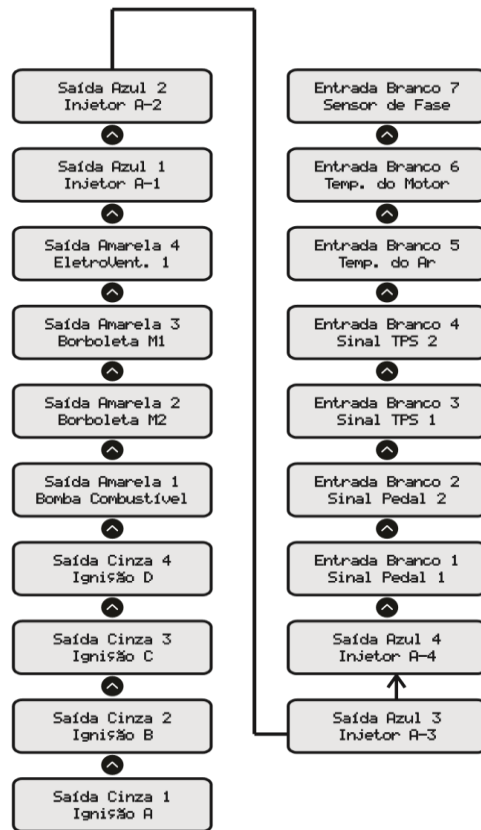 Saída Azul 2
Injetor A-2
Saída Azul 1
Injetor A-1
Saída Amarela 4
EletroVent. 1
Saída Amarela 3
Borboleta M1
Saída Amarela 2
Borboleta M2
Saída Amarela 1
Bomba Combustível
Saída Cinza 4
Ignição D
Saída Cinza 3
Ignição C
Saída Cinza 2
Ignição B
Saída Cinza 1
Ignição A
Entrada Branco 7
Sensor de Fase
Entrada Branco 6
Temp. do Motor
Entrada Branco 5
Temp. do Ar
Entrada Branco 4
Sinal TPS 2
Entrada Branco 3
Sinal TPS 1
Entrada Branco 2
Sinal Pedal 2
Entrada Branco 1
Sinal Pedal 1
Saída Azul 4
Injetor A-4
Saída Azul 3
Injetor A-3